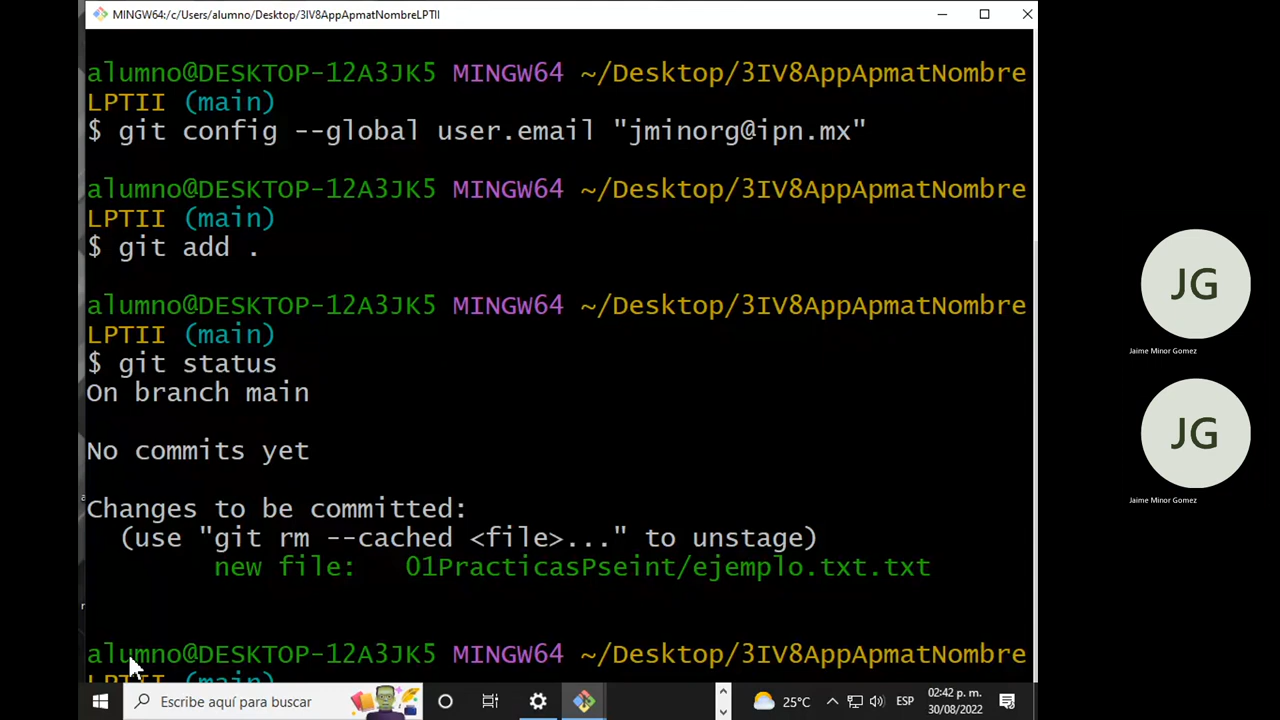 MINGW64:/c/Users/alumno/Desktop/3IV8AppApmatNombreLPTII
alumno@DESKTOP-12A3JK5 MINGW64 ~/Desktop/3IV8AppApmatNombre
LPTII (main)
$ git config --global user.email "jminorg@ipn.mx"
alumno@DESKTOP-12A3JK5 MINGW64 ~/Desktop/3IV8AppApmatNombre
LPTII (main)
$ git add .
alumno@DESKTOP-12A3JK5 MINGW64 ~/Desktop/3IV8AppApmatNombre
LPTII (main)
$ git status
On branch main
No commits yet
Changes to be committed:
(use "git rm --cached <file>..." to unstage)
new file:   01PracticasPseint/ejemplo.txt.txt
alumno@DESKTOP-12A3JK5 MINGW64 ~/Desktop/3IV8AppApmatNombre
LPTII (main)
Escribe aquí para buscar
25°C
ESP
02:42 p. m.
30/08/2022
JG
Jaime Minor Gomez
JG
Jaime Minor Gomez